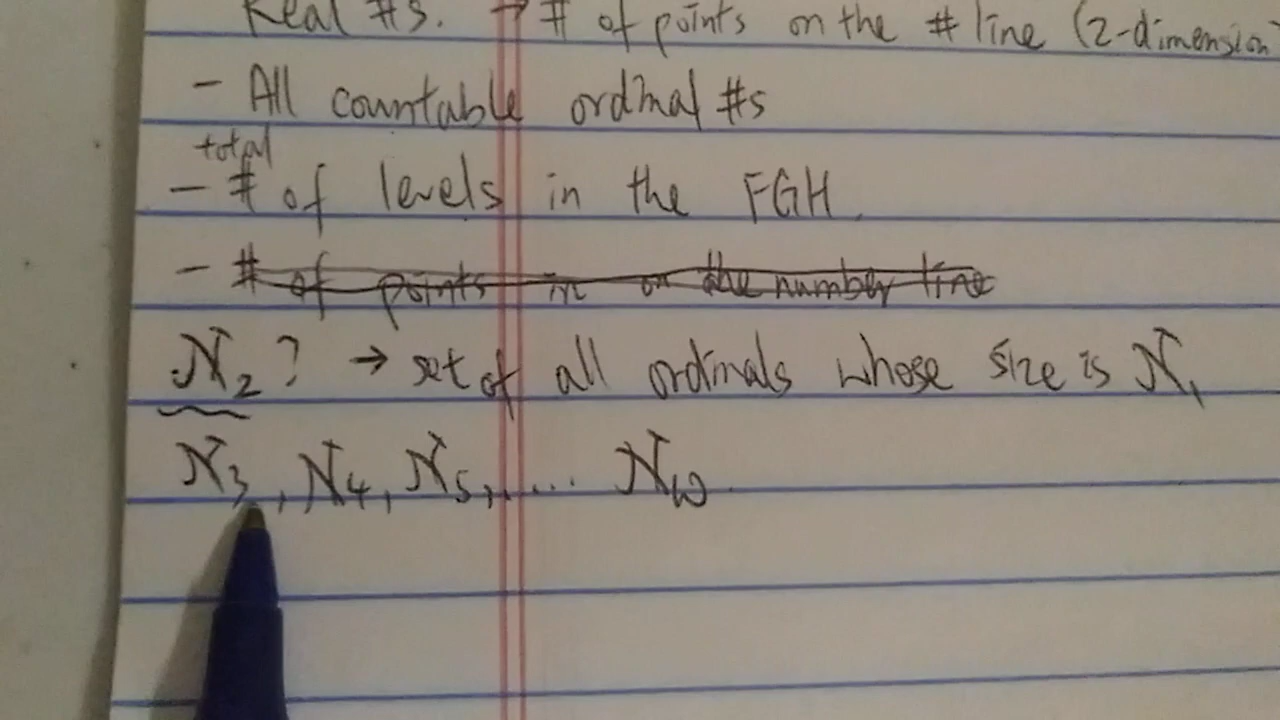 Real #s. → # of points on the # line (2-dimension
- All countable ordinal #s
total
- # of levels in the FGH.
- # of points in on the number line
ℵ₂? → set of all ordinals whose size is ℵ₁
ℵ₃, ℵ₄, ℵ₅, .... ℵω